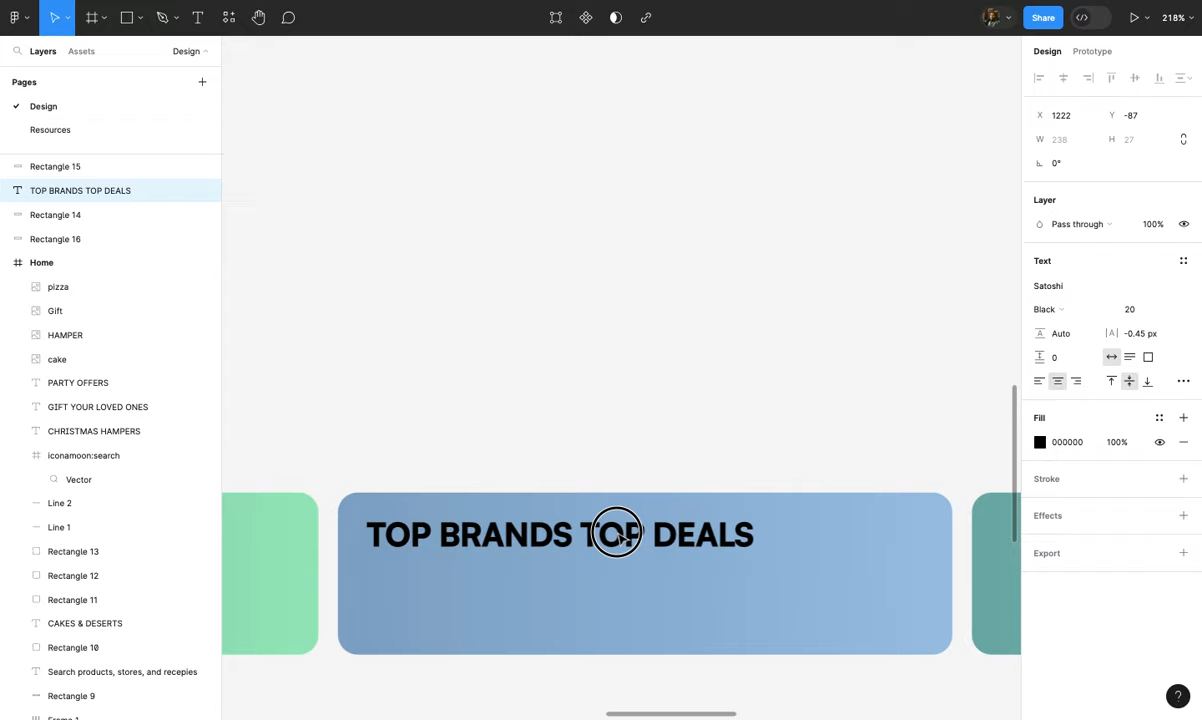 Share
218%
Layers
Assets
Design
Design
Prototype
Pages
Design
Resources
Rectangle 15
TOP BRANDS TOP DEALS
Rectangle 14
Rectangle 16
Home
pizza
Gift
HAMPER
cake
PARTY OFFERS
GIFT YOUR LOVED ONES
CHRISTMAS HAMPERS
iconamoon:search
Vector
Line 2
Line 1
Rectangle 13
Rectangle 12
Rectangle 11
CAKES & DESERTS
Rectangle 10
Search products, stores, and recepies
Rectangle 9
Frame 1
TOP BRANDS TOP DEALS
X 1222 Y -87
W 238 H 27
0°
Layer
Pass through 100%
Text
Satoshi
Black 20
A Auto |A| -0.45 px
0
Fill
000000 100%
Stroke
Effects
Export
?